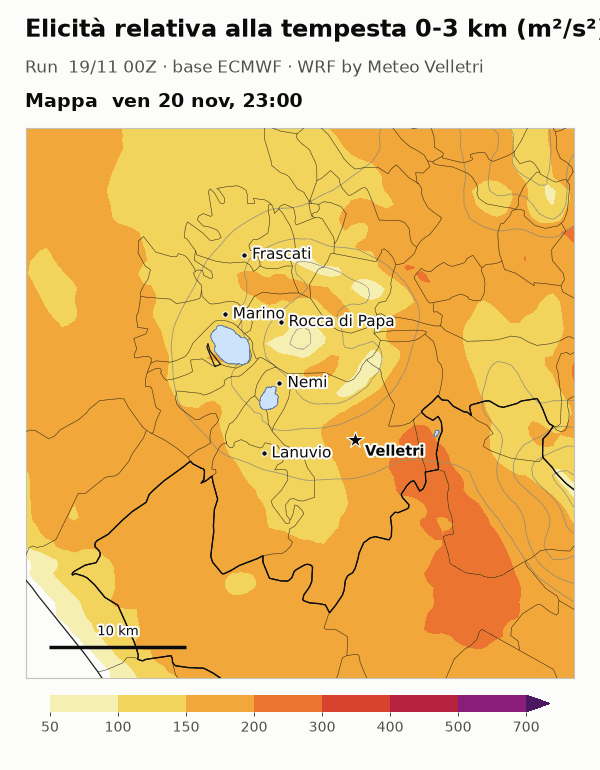 Elicità relativa alla tempesta 0-3 km (m²/s²)
Run 19/11 00Z · base ECMWF · WRF by Meteo Velletri
Mappa ven 20 nov, 23:00
Frascati
Marino
Rocca di Papa
Nemi
Velletri
Lanuvio
10 km
50 100 150 200 300 400 500 700